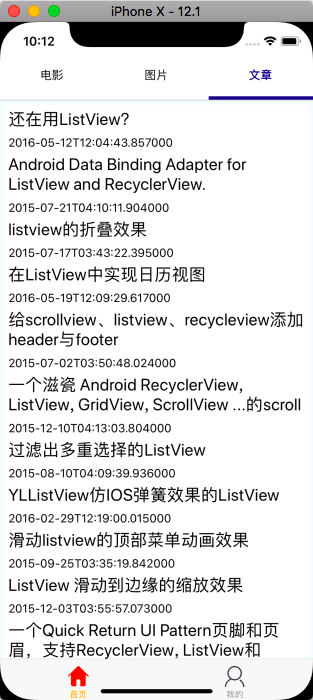 iPhone X - 12.1
10:12
电影 图片 文章
还在用ListView?
2016-05-12T12:04:43.857000
Android Data Binding Adapter for
ListView and RecyclerView.
2015-07-21T04:10:11.904000
listview的折叠效果
2015-07-17T03:43:22.395000
在ListView中实现日历视图
2016-05-19T12:09:29.617000
给scrollview、listview、recycleview添加
header与footer
2015-07-02T03:50:48.024000
一个滋瓷 Android RecyclerView,
ListView, GridView, ScrollView ...的scroll
2015-12-10T04:13:03.804000
过滤出多重选择的ListView
2015-08-10T04:09:39.936000
YLListView仿IOS弹簧效果的ListView
2016-02-29T12:19:00.015000
滑动listview的顶部菜单动画效果
2015-09-25T03:35:19.842000
ListView 滑动到边缘的缩放效果
2015-12-03T03:55:57.073000
一个Quick Return UI Pattern页脚和页
眉，支持RecyclerView, ListView和
首页 我的